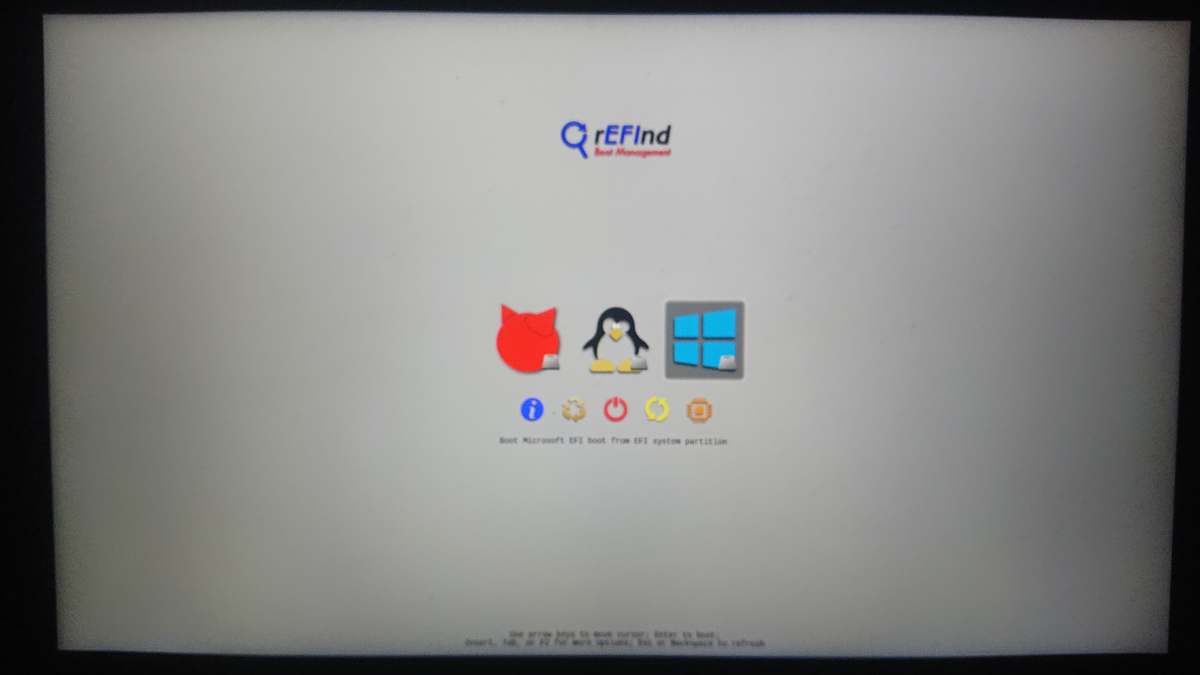 rEFInd
Boot Management
i
Boot Microsoft EFI boot from EFI system partition
Use arrow keys to move cursor; Enter to boot;
Insert, Tab, or F2 for more options; Esc or Backspace to refresh